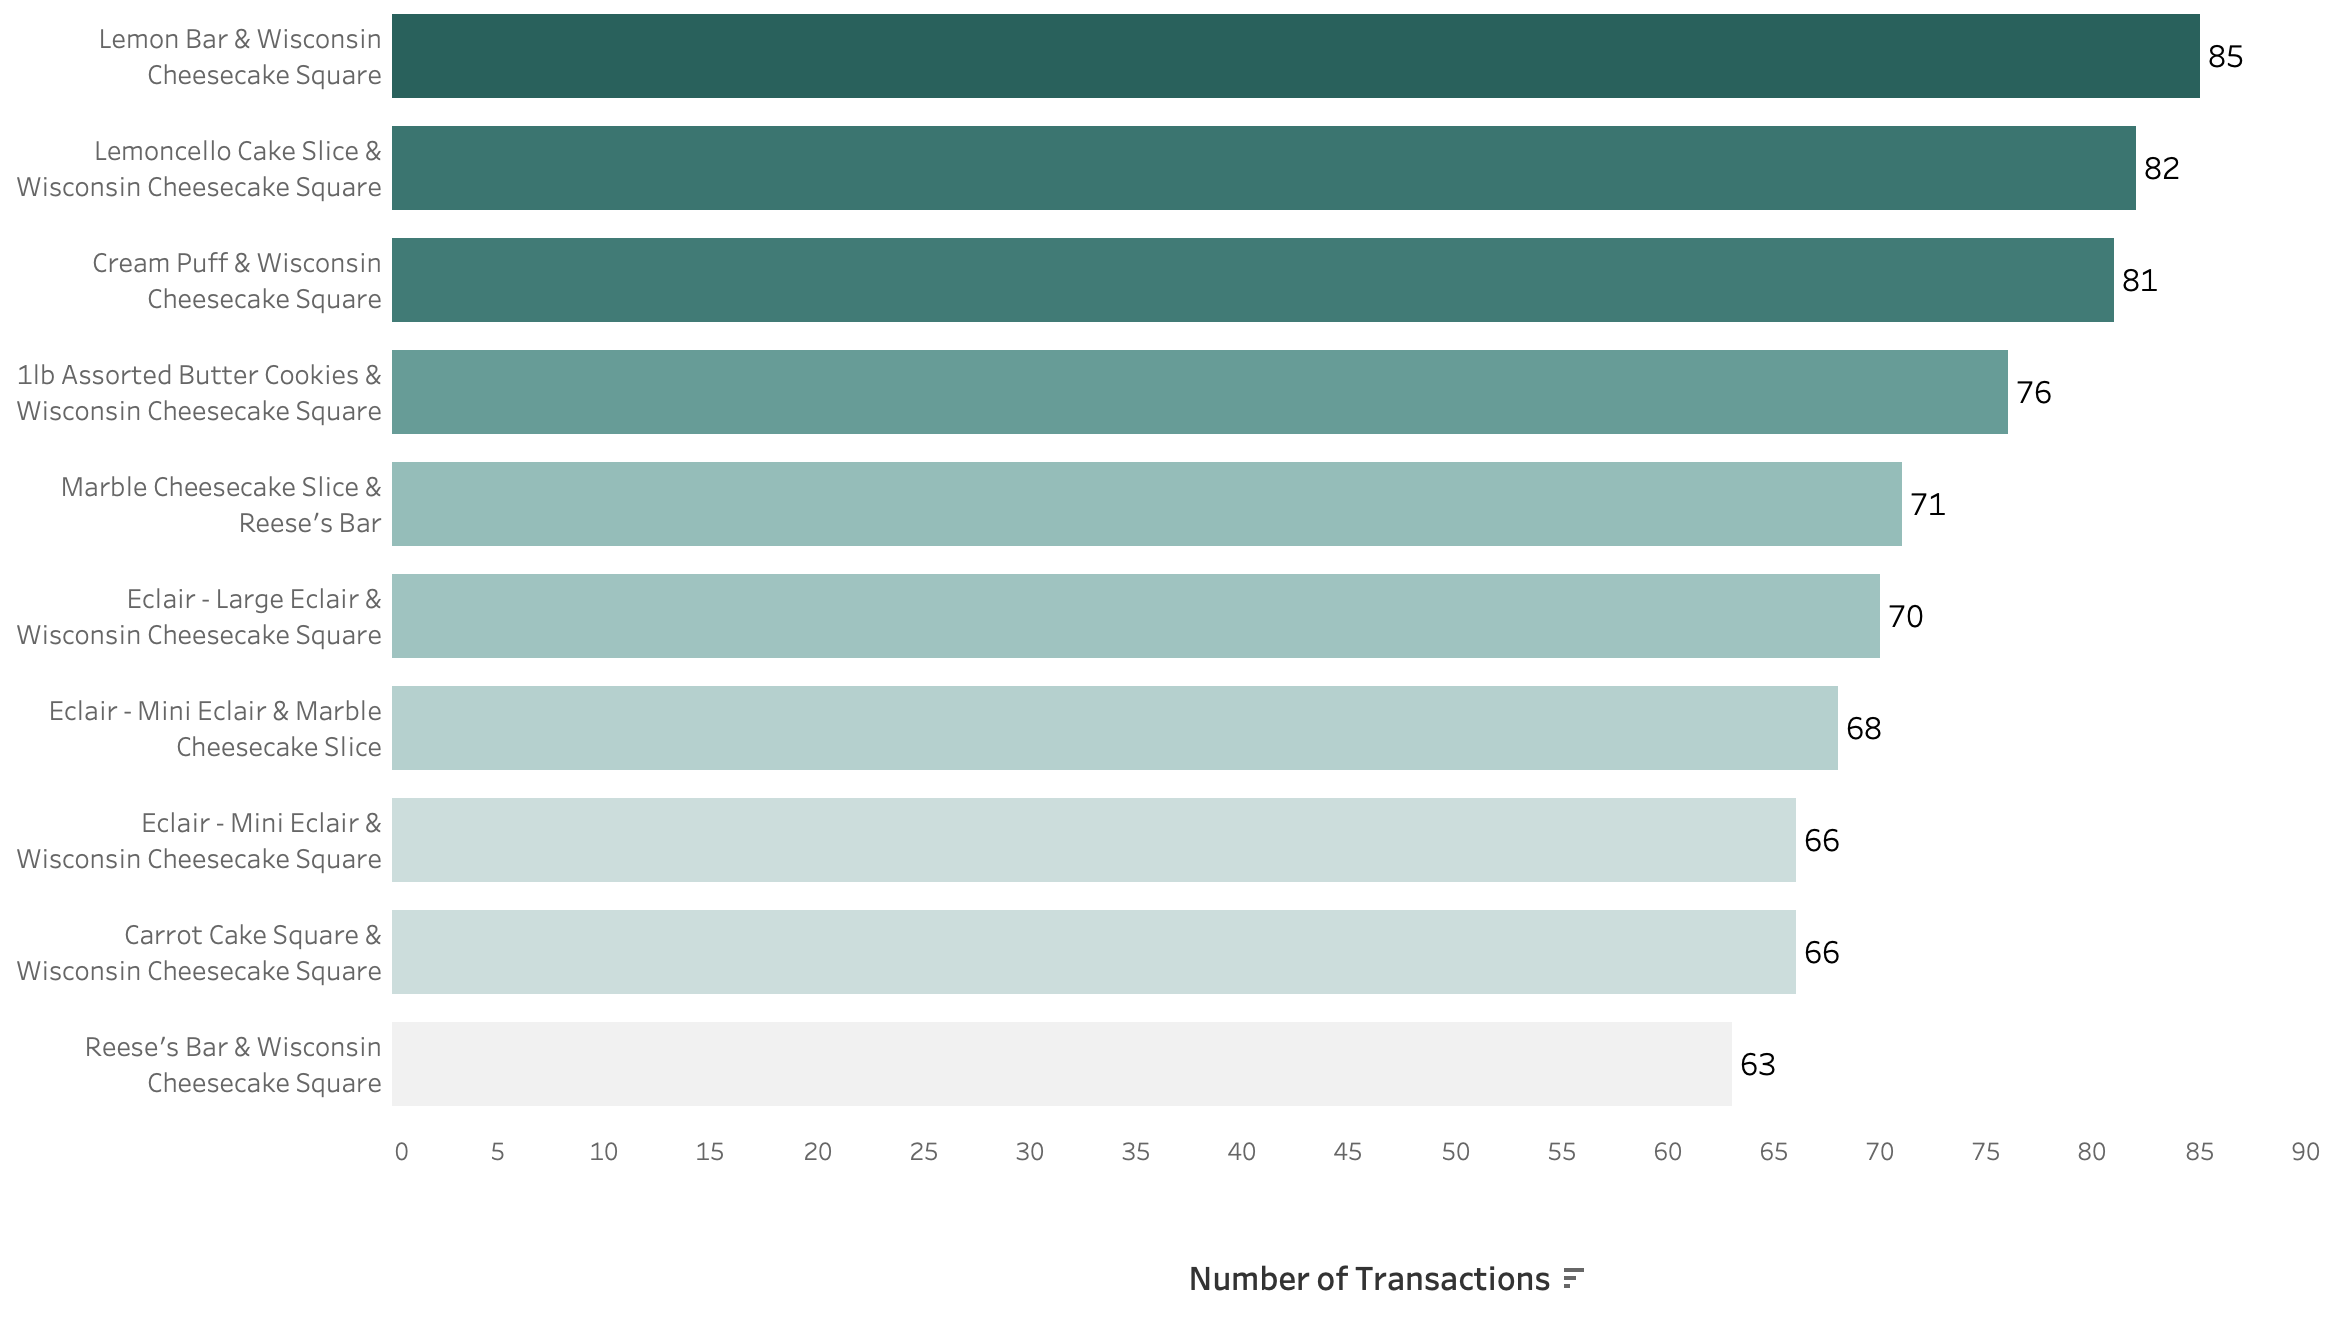 Lemon Bar & Wisconsin
Cheesecake Square
85
Lemoncello Cake Slice &
Wisconsin Cheesecake Square
82
Cream Puff & Wisconsin
Cheesecake Square
81
1lb Assorted Butter Cookies &
Wisconsin Cheesecake Square
76
Marble Cheesecake Slice &
Reese’s Bar
71
Eclair - Large Eclair &
Wisconsin Cheesecake Square
70
Eclair - Mini Eclair & Marble
Cheesecake Slice
68
Eclair - Mini Eclair &
Wisconsin Cheesecake Square
66
Carrot Cake Square &
Wisconsin Cheesecake Square
66
Reese’s Bar & Wisconsin
Cheesecake Square
63
0 5 10 15 20 25 30 35 40 45 50 55 60 65 70 75 80 85 90
Number of Transactions